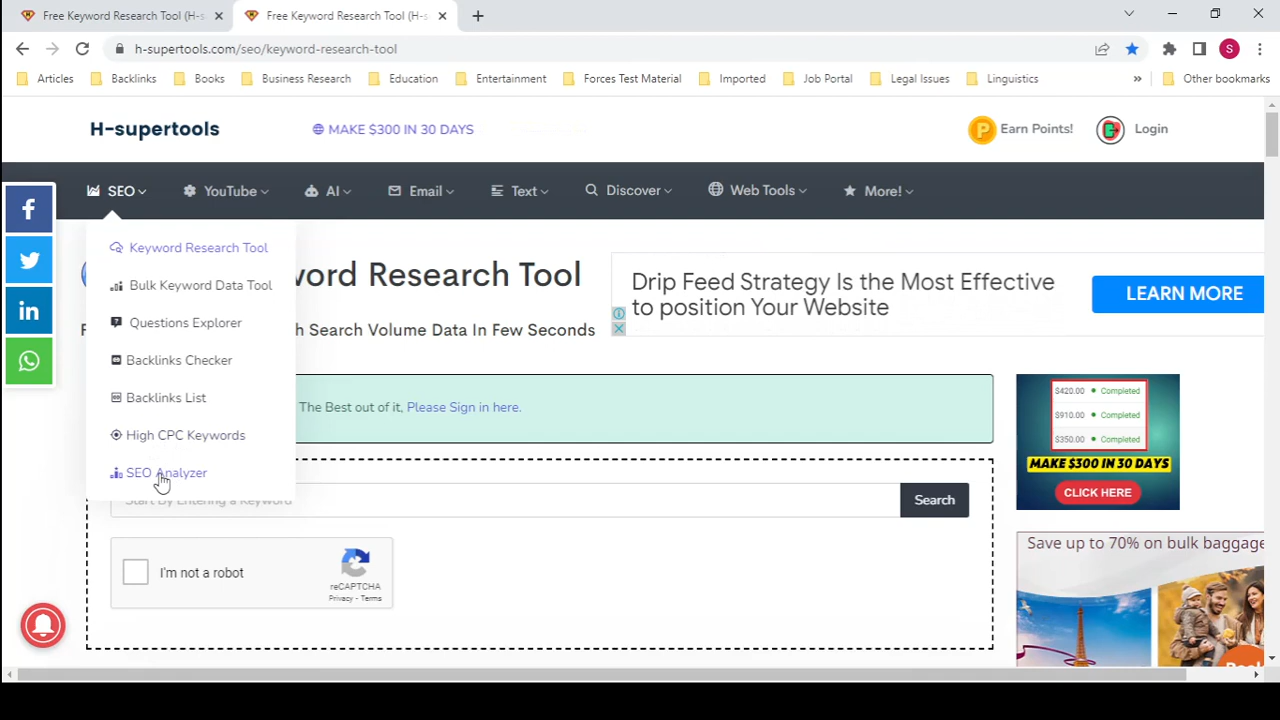 Free Keyword Research Tool (H-s
Free Keyword Research Tool (H-s
h-supertools.com/seo/keyword-research-tool
S
Articles
Backlinks
Books
Business Research
Education
Entertainment
Forces Test Material
Imported
Job Portal
Legal Issues
Linguistics
»
Other bookmarks
H-supertools
MAKE $300 IN 30 DAYS
P
Earn Points!
Login
SEO
YouTube
AI
Email
Text
Discover
Web Tools
More!
Keyword Research Tool
Bulk Keyword Data Tool
Questions Explorer
Backlinks Checker
Backlinks List
High CPC Keywords
SEO Analyzer
word Research Tool
F
h Search Volume Data In Few Seconds
Drip Feed Strategy Is the Most Effective
to position Your Website
LEARN MORE
The Best out of it, Please Sign in here.
Start By Entering a Keyword
Search
I'm not a robot
reCAPTCHA
Privacy - Terms
$420.00 Completed
$910.00 Completed
$350.00 Completed
MAKE $300 IN 30 DAYS
CLICK HERE
Save up to 70% on bulk baggage